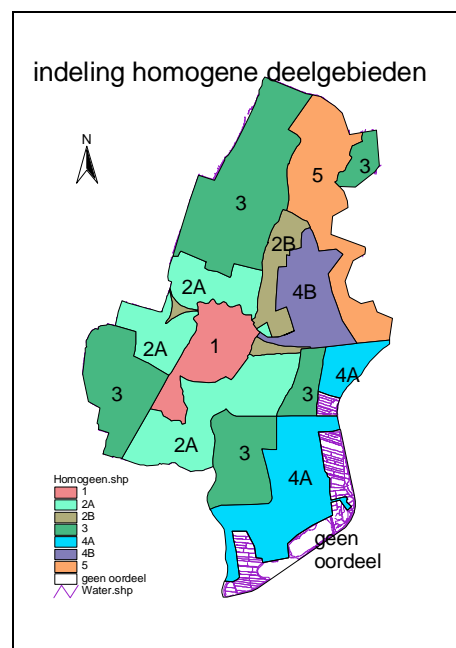 indeling homogene deelgebieden
N
3
5
3
2B
2A
4B
2A
1
3
3
4A
2A
3
4A
geen
oordeel
Homogeen.shp
1
2A
2B
3
4A
4B
5
geen oordeel
Water.shp